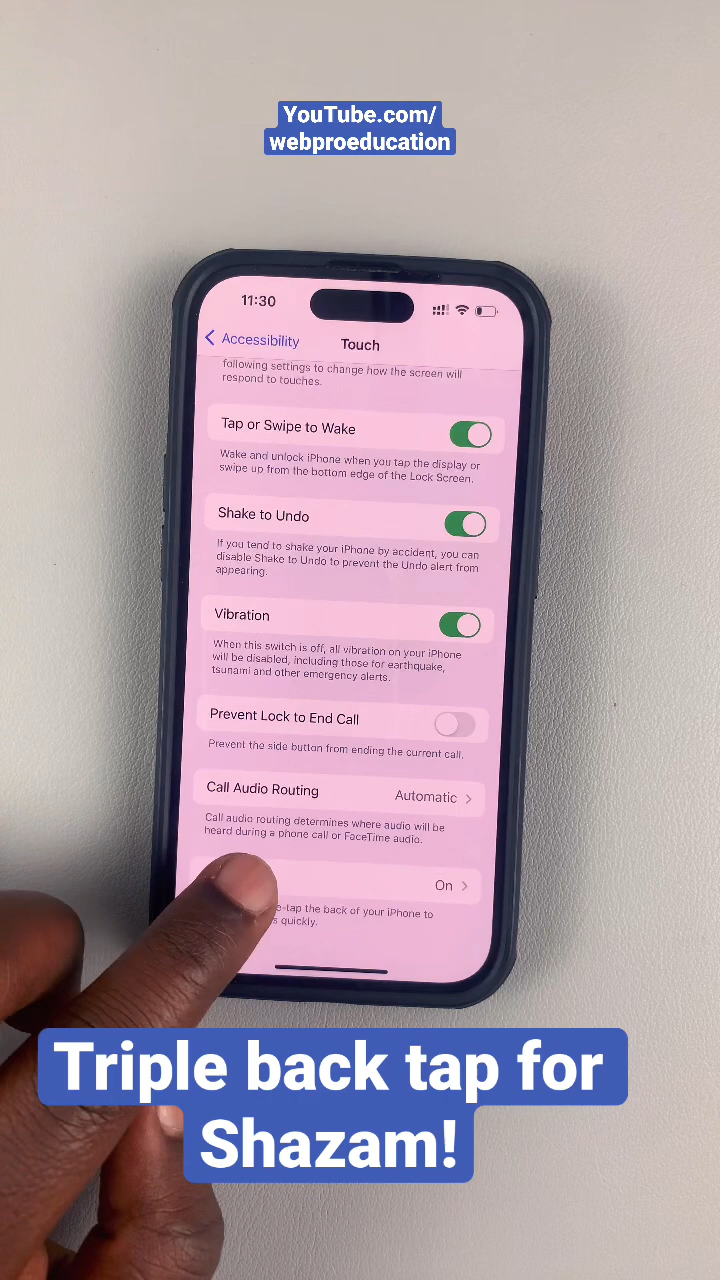 YouTube.com/
webproeducation
11:30
Accessibility
Touch
following settings to change how the screen will
respond to touches.
Tap or Swipe to Wake
Wake and unlock iPhone when you tap the display or
swipe up from the bottom edge of the Lock Screen.
Shake to Undo
If you tend to shake your iPhone by accident, you can
disable Shake to Undo to prevent the Undo alert from
appearing.
Vibration
When this switch is off, all vibration on your iPhone
will be disabled, including those for earthquake,
tsunami and other emergency alerts.
Prevent Lock to End Call
Prevent the side button from ending the current call.
Call Audio Routing
Automatic
Call audio routing determines where audio will be
heard during a phone call or FaceTime audio.
On
e-tap the back of your iPhone to
s quickly.
Triple back tap for
Shazam!